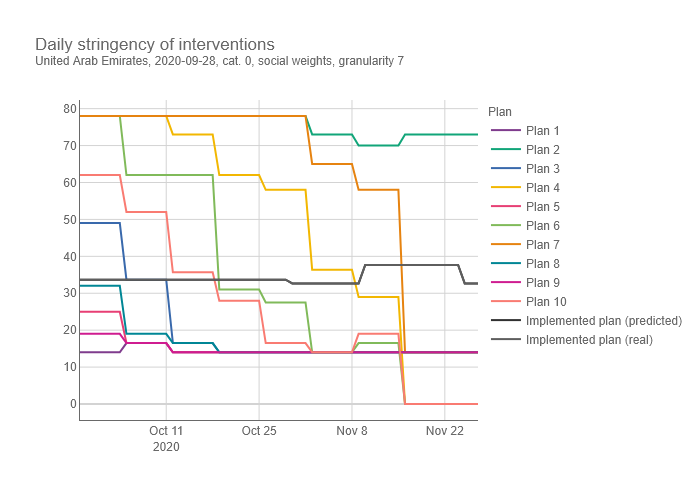 Daily stringency of interventions
United Arab Emirates, 2020-09-28, cat. 0, social weights, granularity 7
80
70
60
50
40
30
20
10
0
Oct 11
2020
Oct 25
Nov 8
Nov 22
Plan
Plan 1
Plan 2
Plan 3
Plan 4
Plan 5
Plan 6
Plan 7
Plan 8
Plan 9
Plan 10
Implemented plan (predicted)
Implemented plan (real)